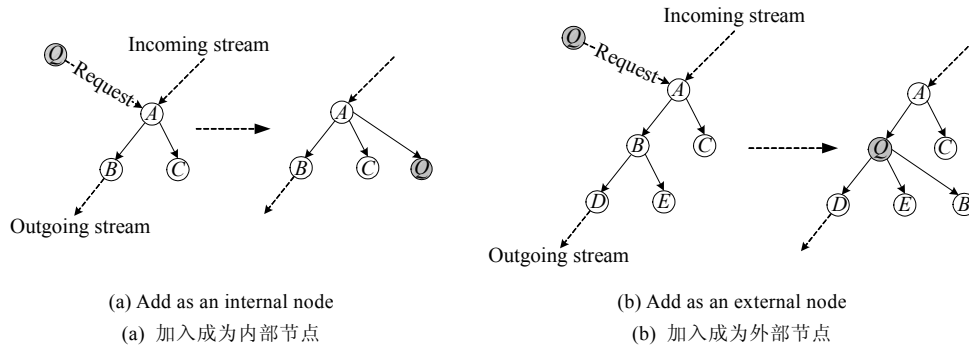 Incoming stream
Q
Request
A
B
C
Outgoing stream
A
B
C
Q
(a) Add as an internal node
(a) 加入成为内部节点
Q
Request
Incoming stream
A
B
C
D
E
Outgoing stream
A
Q
C
D
E
B
(b) Add as an external node
(b) 加入成为外部节点